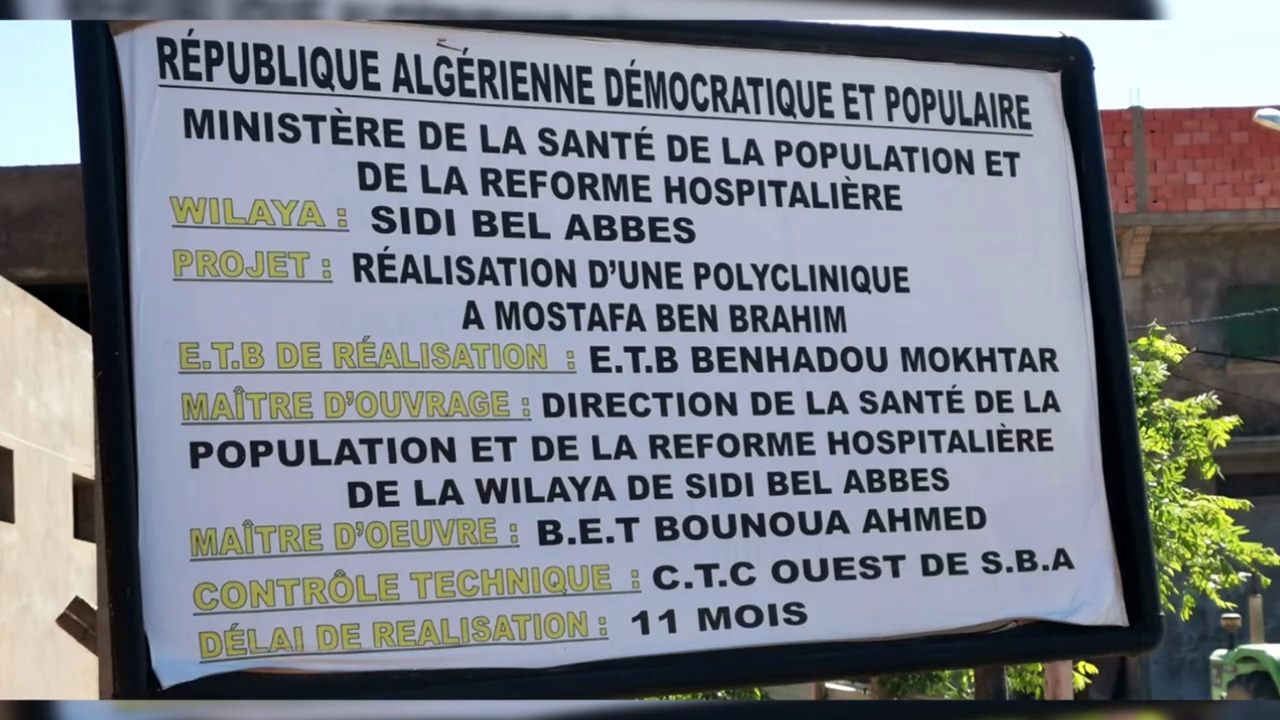 RÉPUBLIQUE ALGÉRIENNE DÉMOCRATIQUE ET POPULAIRE
MINISTÈRE DE LA SANTÉ DE LA POPULATION ET
DE LA REFORME HOSPITALIÈRE
WILAYA : SIDI BEL ABBES
PROJET : RÉALISATION D'UNE POLYCLINIQUE
A MOSTAFA BEN BRAHIM
E.T.B DE RÉALISATION : E.T.B BENHADOU MOKHTAR
MAÎTRE D'OUVRAGE : DIRECTION DE LA SANTÉ DE LA
POPULATION ET DE LA REFORME HOSPITALIÈRE
DE LA WILAYA DE SIDI BEL ABBES
MAÎTRE D'OEUVRE : B.E.T BOUNOUA AHMED
CONTRÔLE TECHNIQUE : C.T.C OUEST DE S.B.A
DÉLAI DE REALISATION : 11 MOIS